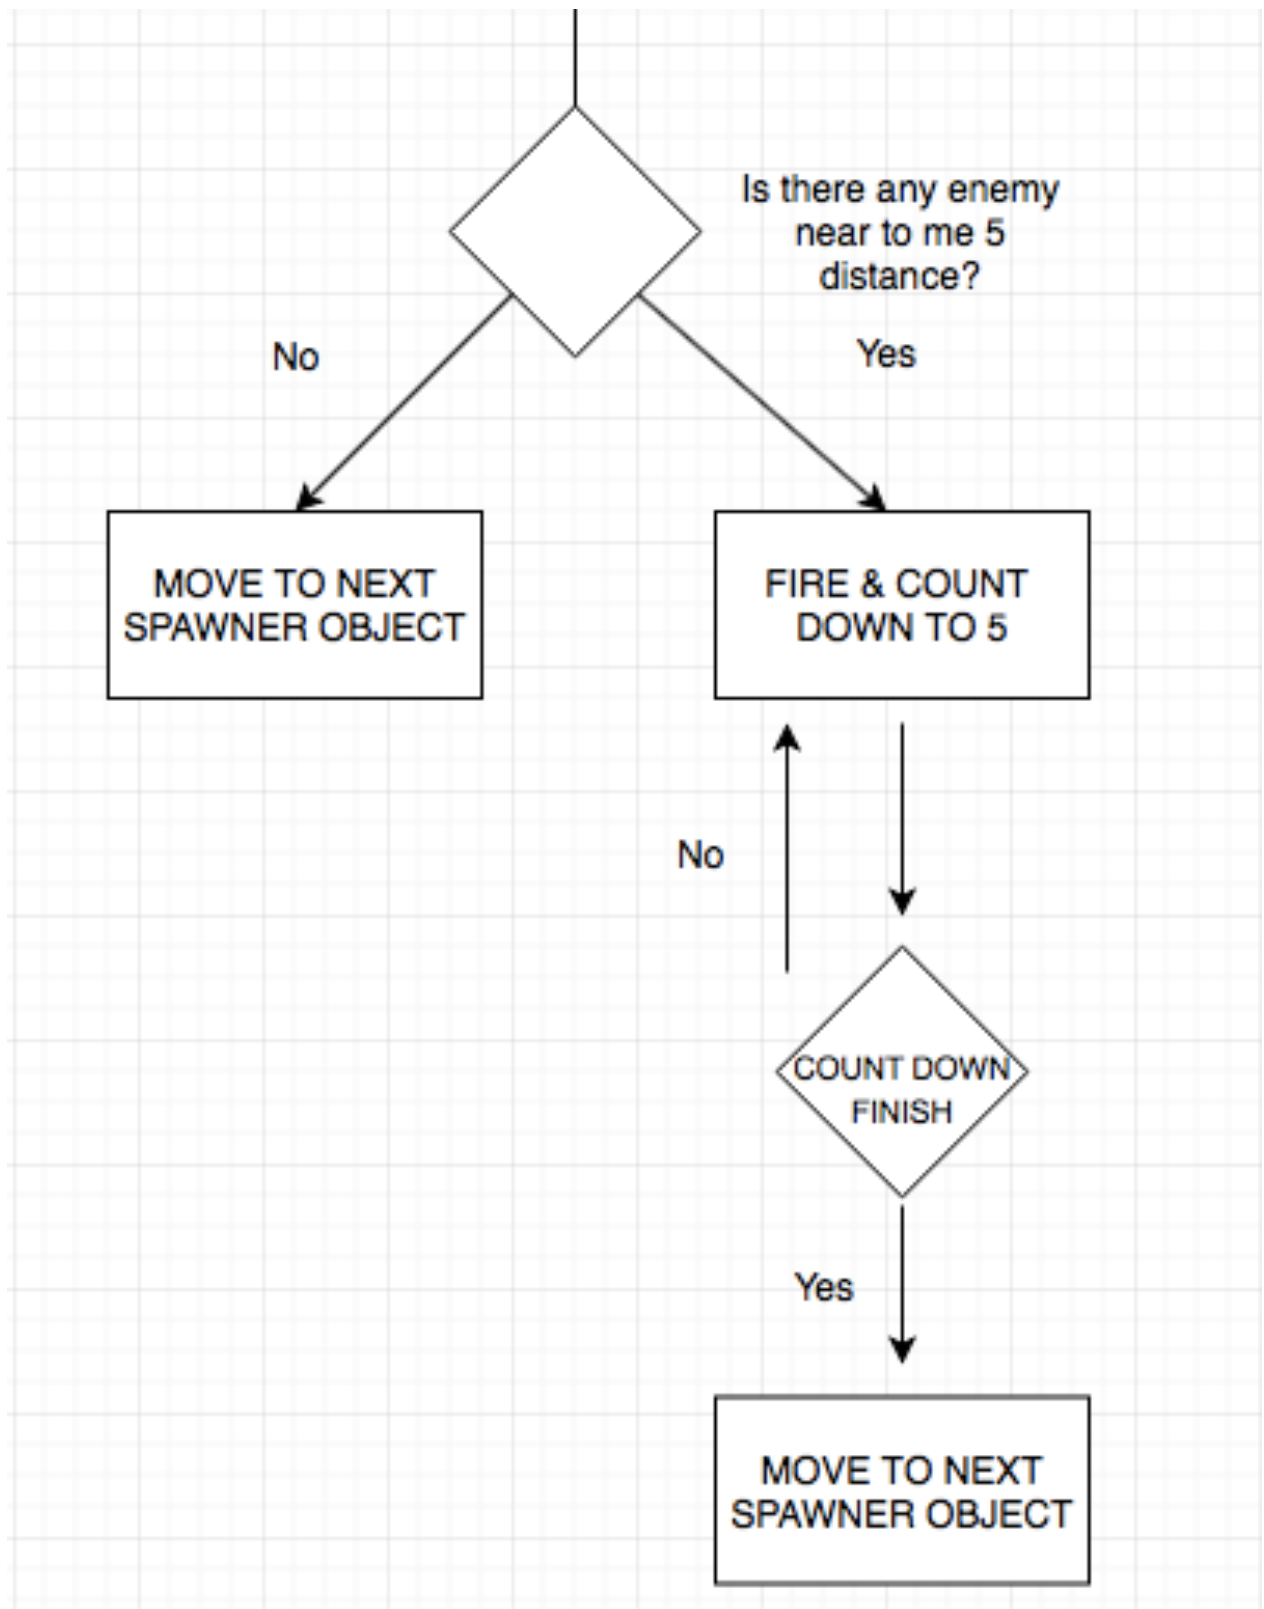 Is there any enemy
near to me 5
distance?
No
Yes
MOVE TO NEXT
SPAWNER OBJECT
FIRE & COUNT
DOWN TO 5
No
COUNT DOWN
FINISH
Yes
MOVE TO NEXT
SPAWNER OBJECT